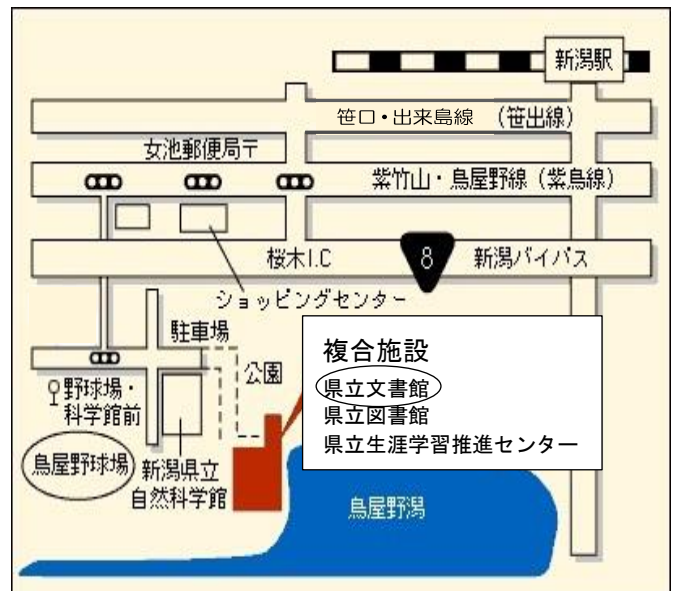 新潟駅
笹口・出来島線 (笹出線)
女池郵便局〒
紫竹山・鳥屋野線(紫鳥線)
桜木I.C
8
新潟バイパス
ショッピングセンター
駐車場
公園
複合施設
県立文書館
県立図書館
県立生涯学習推進センター
野球場・
科学館前
鳥屋野球場
新潟県立
自然科学館
鳥屋野潟